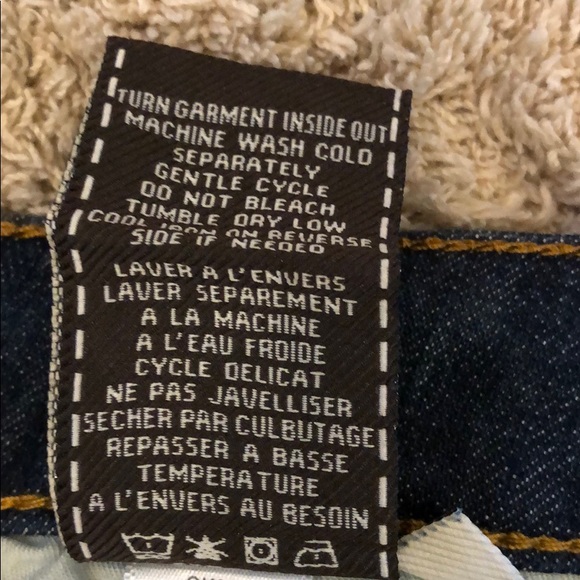 TURN GARMENT INSIDE OUT
MACHINE WASH COLD
SEPARATELY
GENTLE CYCLE
DO NOT BLEACH
TUMBLE DRY LOW
COOL IRON ON REVERSE
SIDE IF NEEDED
LAVER A L'ENVERS
LAVER SEPAREMENT
A LA MACHINE
A L'EAU FROIDE
CYCLE DELICAT
NE PAS JAVELLISER
SECHER PAR CULBUTAGE
REPASSER A BASSE
TEMPERATURE
A L'ENVERS AU BESOIN